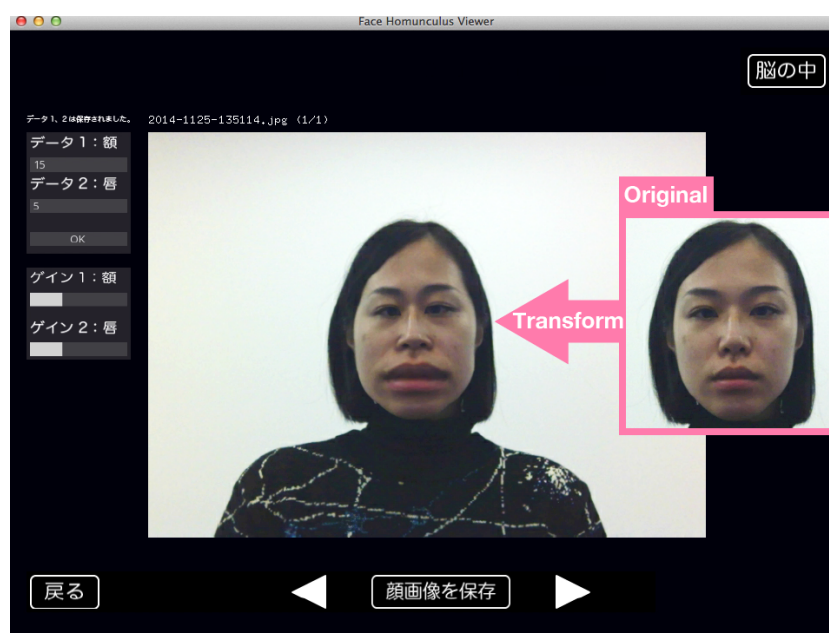 Face Homunculus Viewer
脳の中
データ1、2は保存されました。
2014-1125-135114.jpg (1/1)
データ1：額
15
データ2：唇
5
OK
ゲイン1：額
ゲイン2：唇
Original
Transform
戻る
顔画像を保存